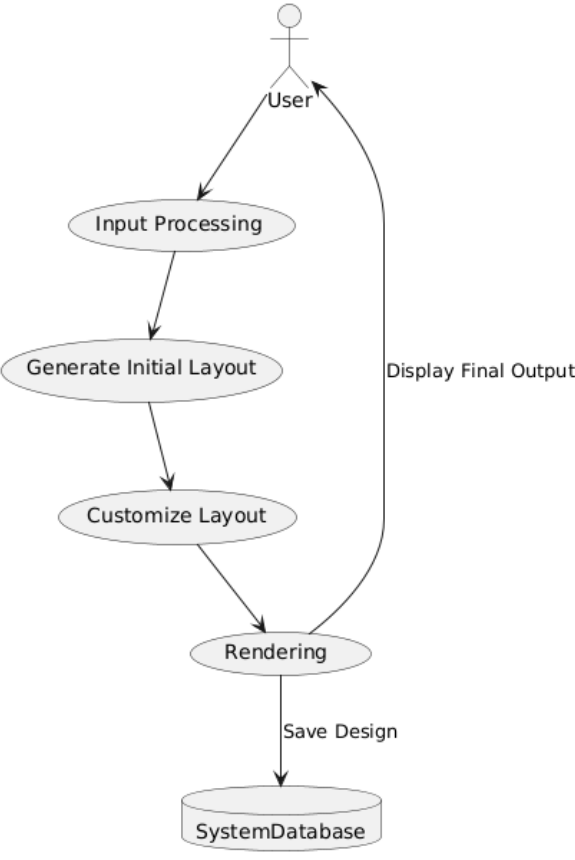 User
Input Processing
Generate Initial Layout
Display Final Output
Customize Layout
Rendering
Save Design
SystemDatabase